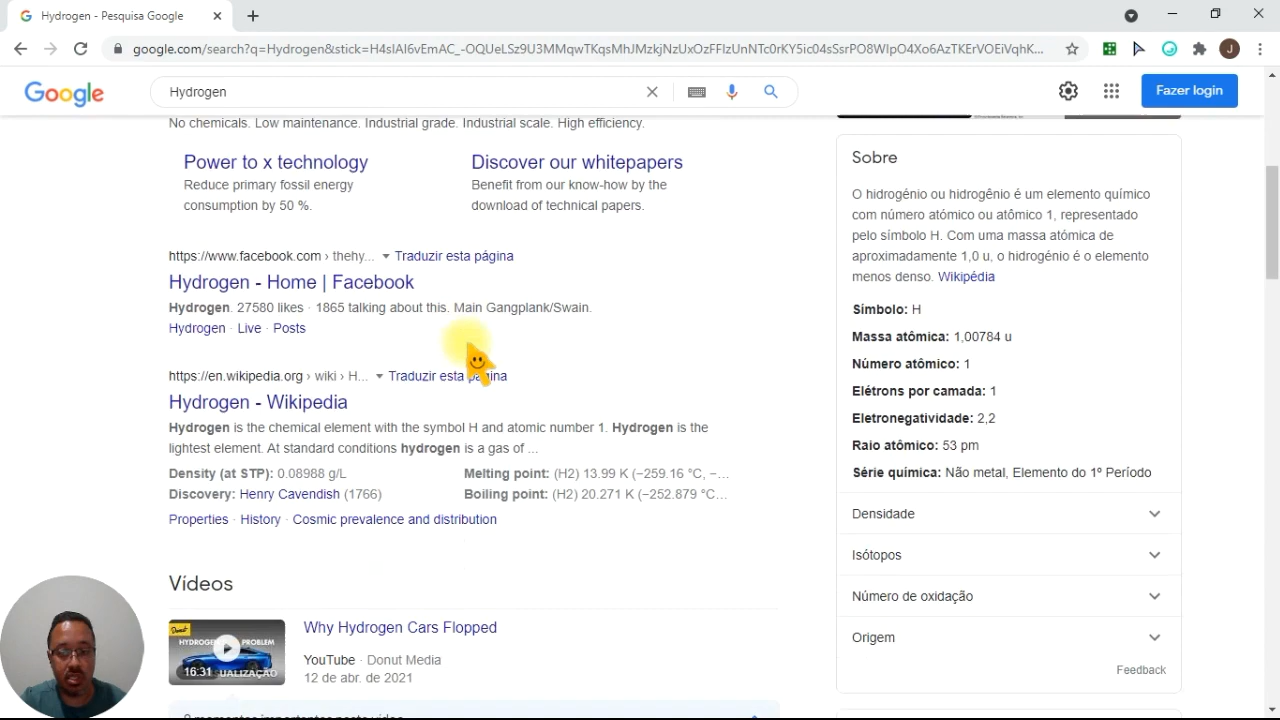 Hydrogen - Pesquisa Google
google.com/search?q=Hydrogen&stick=H4sIAI6vEmAC_-OQUeLSz9U3MMqwTKqsMhJMzkjNzUxOzFFIzUnNTc0rKY5ic04sSsrPO8WIpO4Xo6AzTKErVOEiVqhK...
Google
Hydrogen
Fazer login
No chemicals. Low maintenance. Industrial grade. Industrial scale. High efficiency.
Power to x technology
Reduce primary fossil energy
consumption by 50 %.
Discover our whitepapers
Benefit from our know-how by the
download of technical papers.
https://www.facebook.com › thehy... Traduzir esta página
Hydrogen - Home | Facebook
Hydrogen. 27580 likes · 1865 talking about this. Main Gangplank/Swain.
Hydrogen · Live · Posts
https://en.wikipedia.org › wiki › H... Traduzir esta página
Hydrogen - Wikipedia
Hydrogen is the chemical element with the symbol H and atomic number 1. Hydrogen is the
lightest element. At standard conditions hydrogen is a gas of ...
Density (at STP): 0.08988 g/L
Melting point: (H2) 13.99 K (−259.16 °C, −...
Discovery: Henry Cavendish (1766)
Boiling point: (H2) 20.271 K (−252.879 °C...
Properties · History · Cosmic prevalence and distribution
Vídeos
Donut
HYDROGEN PROBLEM
16:31
UALIZAÇÃO
Why Hydrogen Cars Flopped
YouTube · Donut Media
12 de abr. de 2021
Sobre
O hidrogénio ou hidrogênio é um elemento químico
com número atómico ou atômico 1, representado
pelo símbolo H. Com uma massa atómica de
aproximadamente 1,0 u, o hidrogénio é o elemento
menos denso. Wikipédia
Símbolo: H
Massa atômica: 1,00784 u
Número atômico: 1
Elétrons por camada: 1
Eletronegatividade: 2,2
Raio atômico: 53 pm
Série química: Não metal, Elemento do 1º Período
Densidade
Isótopos
Número de oxidação
Origem
Feedback
J